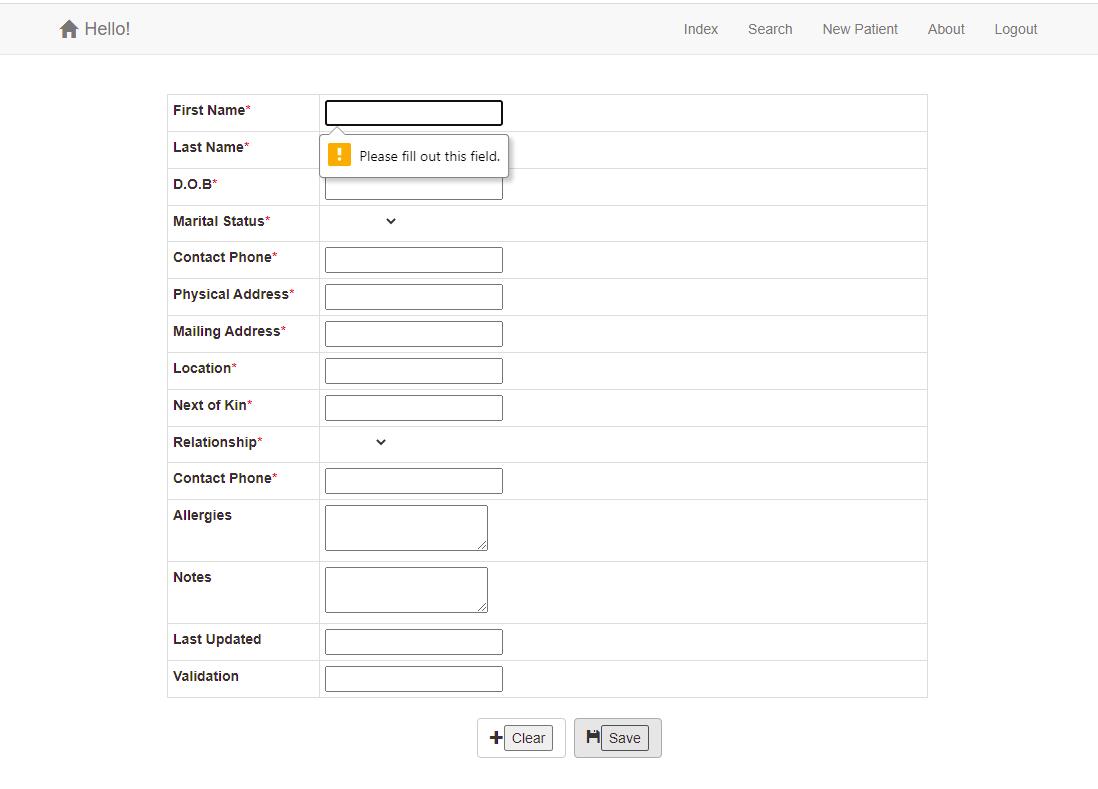 Hello! Index Search New Patient About Logout
First Name*
Last Name*
Please fill out this field.
D.O.B*
Marital Status*
Contact Phone*
Physical Address*
Mailing Address*
Location*
Next of Kin*
Relationship*
Contact Phone*
Allergies
Notes
Last Updated
Validation
Clear Save